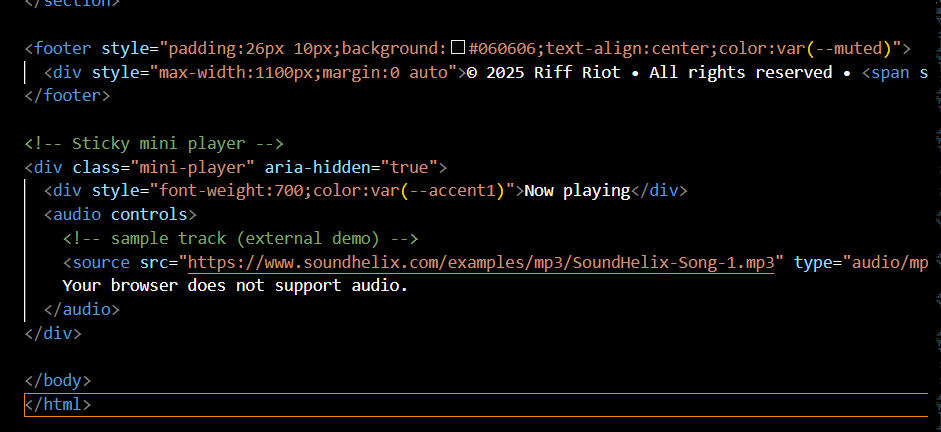 </section>
<footer style="padding:26px 10px;background:#060606;text-align:center;color:var(--muted)">
<div style="max-width:1100px;margin:0 auto">© 2025 Riff Riot • All rights reserved • <span s
</footer>
<!-- Sticky mini player -->
<div class="mini-player" aria-hidden="true">
<div style="font-weight:700;color:var(--accent1)">Now playing</div>
<audio controls>
<!-- sample track (external demo) -->
<source src="https://www.soundhelix.com/examples/mp3/SoundHelix-Song-1.mp3" type="audio/mp
Your browser does not support audio.
</audio>
</div>
</body>
</html>